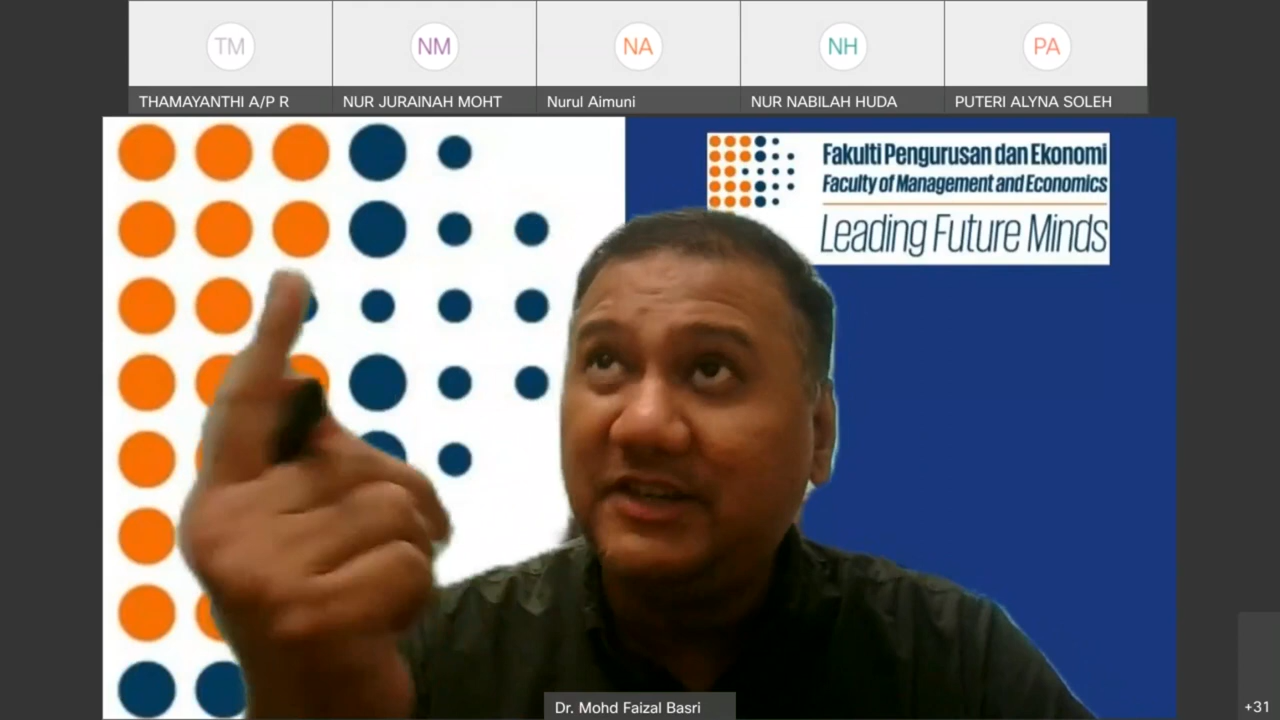 TM
NM
NA
NH
PA
THAMAYANTHI A/P R
NUR JURAINAH MOHT
Nurul Aimuni
NUR NABILAH HUDA
PUTERI ALYNA SOLEH
Fakulti Pengurusan dan Ekonomi
Faculty of Management and Economics
Leading Future Minds
Dr. Mohd Faizal Basri
+31